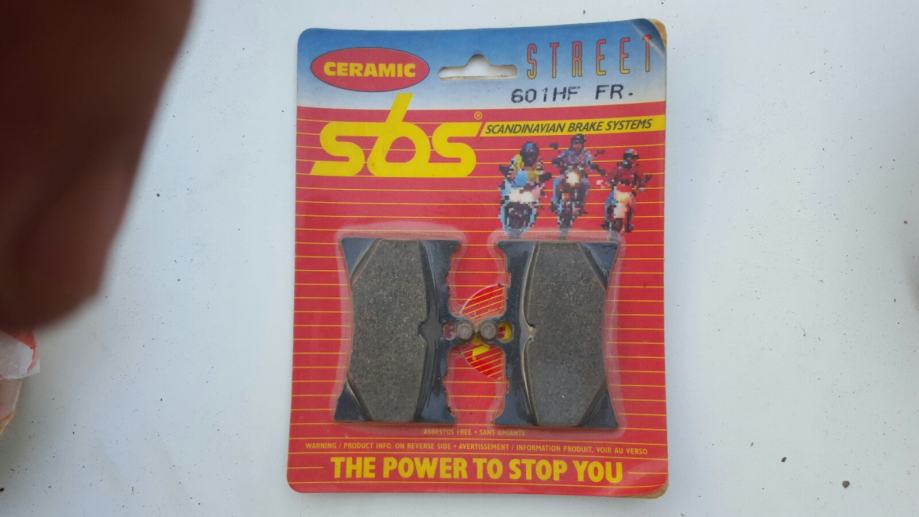 CERAMIC
STREET
601HF FR.
sbs®
SCANDINAVIAN BRAKE SYSTEMS
ASBESTOS FREE • SANS AMIANTE
WARNING / PRODUCT INFO. ON REVERSE SIDE • AVERTISSEMENT / INFORMATION PRODUIT, VOIR AU VERSO
THE POWER TO STOP YOU